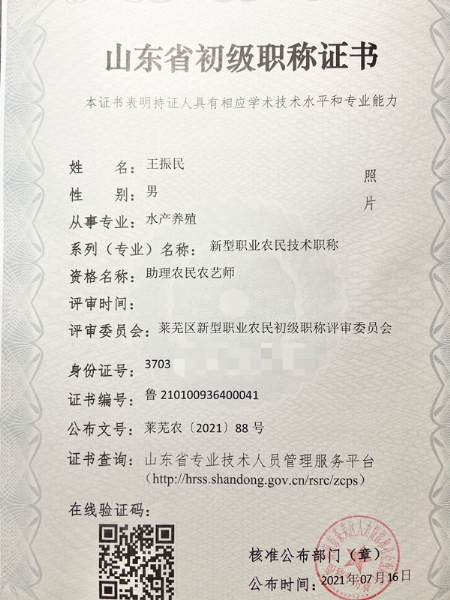 山东省初级职称证书
本证书表明持证人具有相应学术技术水平和专业能力
姓 名：王振民
照
性 别：男
片
从事专业：水产养殖
系列（专业）名称：新型职业农民技术职称
资格名称：助理农民农艺师
评审时间：
评审委员会：莱芜区新型职业农民初级职称评审委员会
身份证号：3703
证书编号：鲁 210100936400041
公布文号：莱芜农〔2021〕88 号
证书查询：山东省专业技术人员管理服务平台
（http://hrss.shandong.gov.cn/rsrc/zcps）
在线验证码：
核准公布部门（章）
公布时间：2021年07月16日